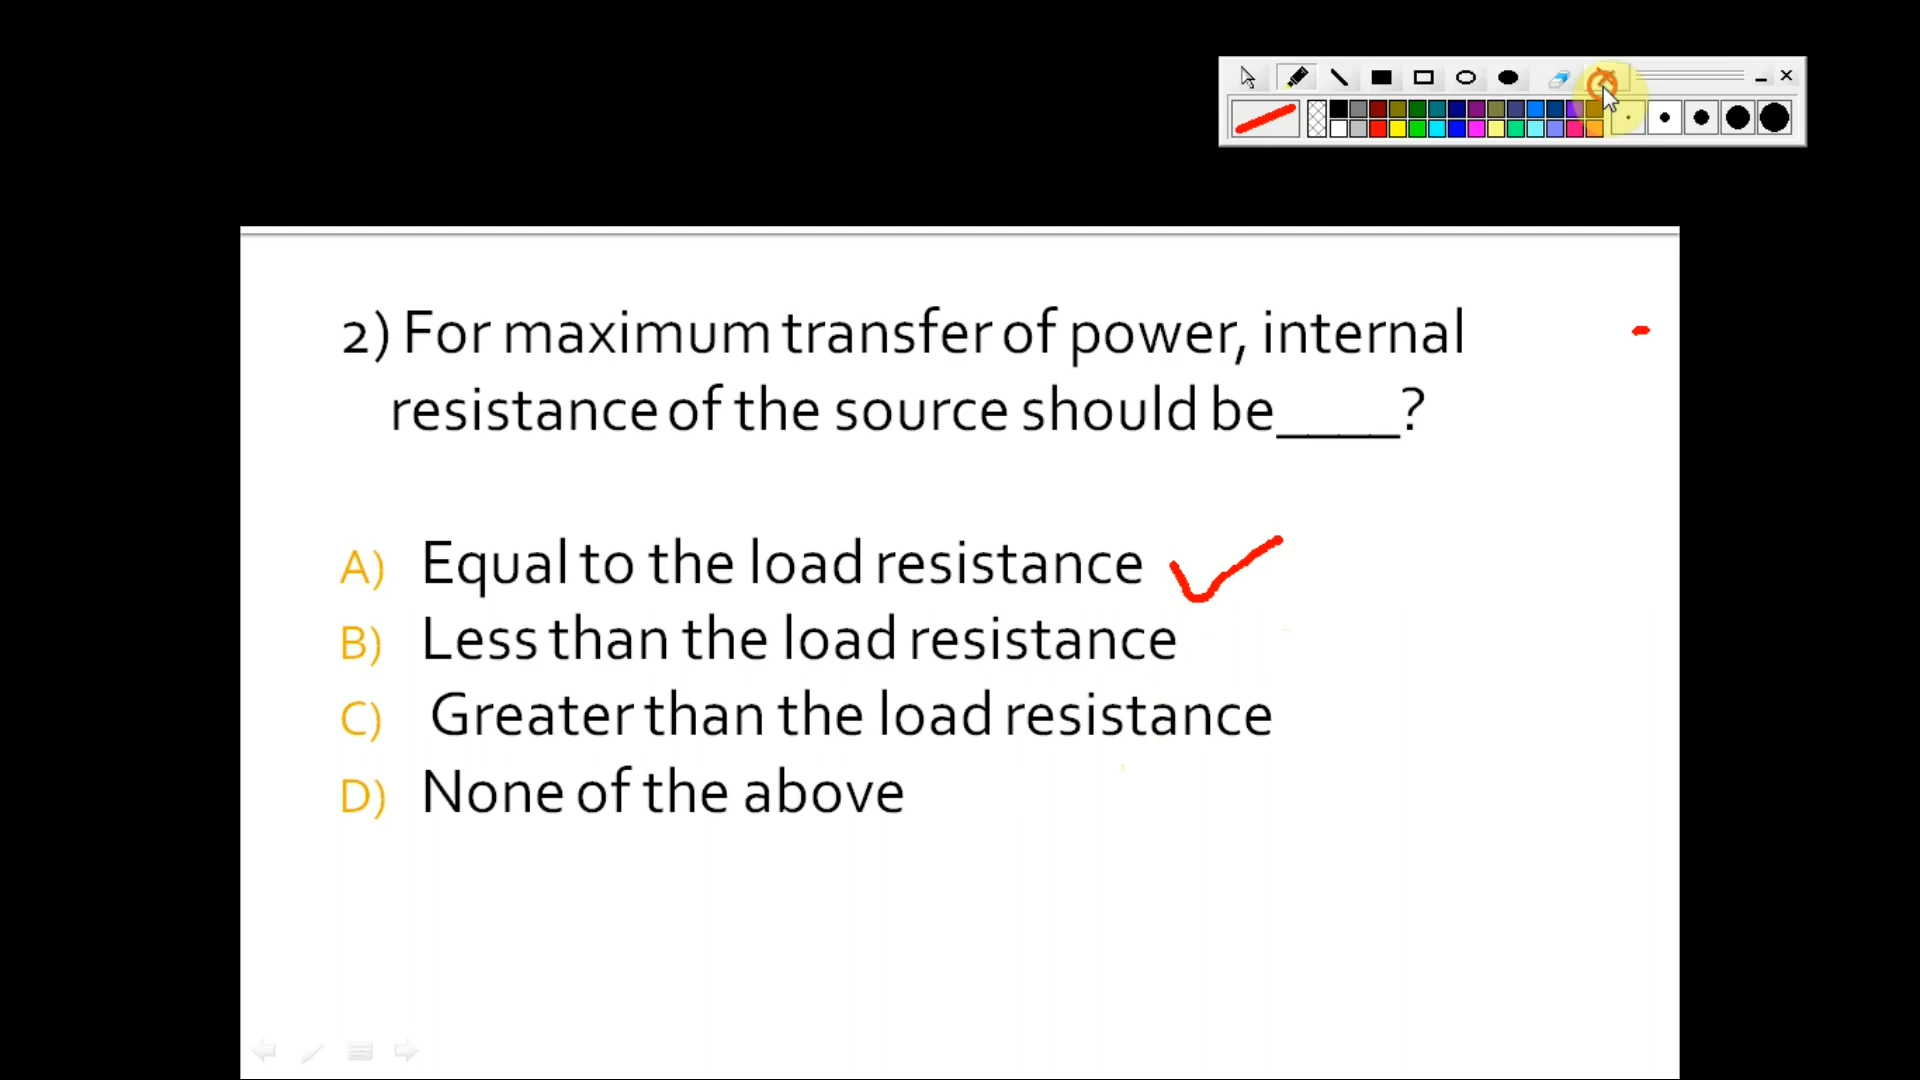 2) For maximum transfer of power, internal
resistance of the source should be____?
A) Equal to the load resistance
B) Less than the load resistance
C) Greater than the load resistance
D) None of the above